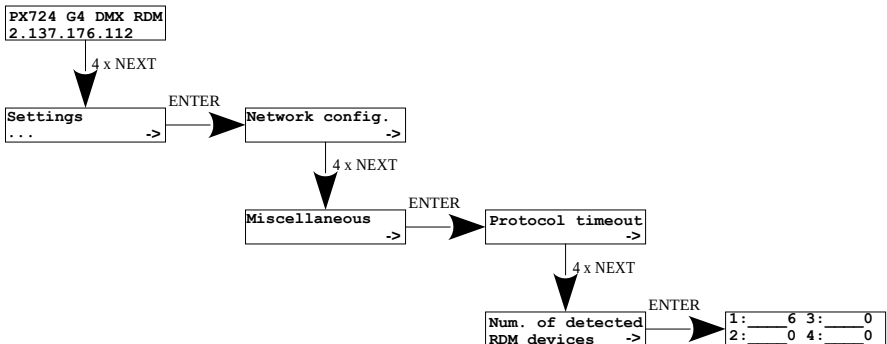 PX724 G4 DMX RDM
2.137.176.112
4 x NEXT
ENTER
Settings
... ->
Network config.
->
4 x NEXT
ENTER
Miscellaneous
->
Protocol timeout
->
4 x NEXT
ENTER
Num. of detected
RDM devices ->
1:____6 3:____0
2:____0 4:____0